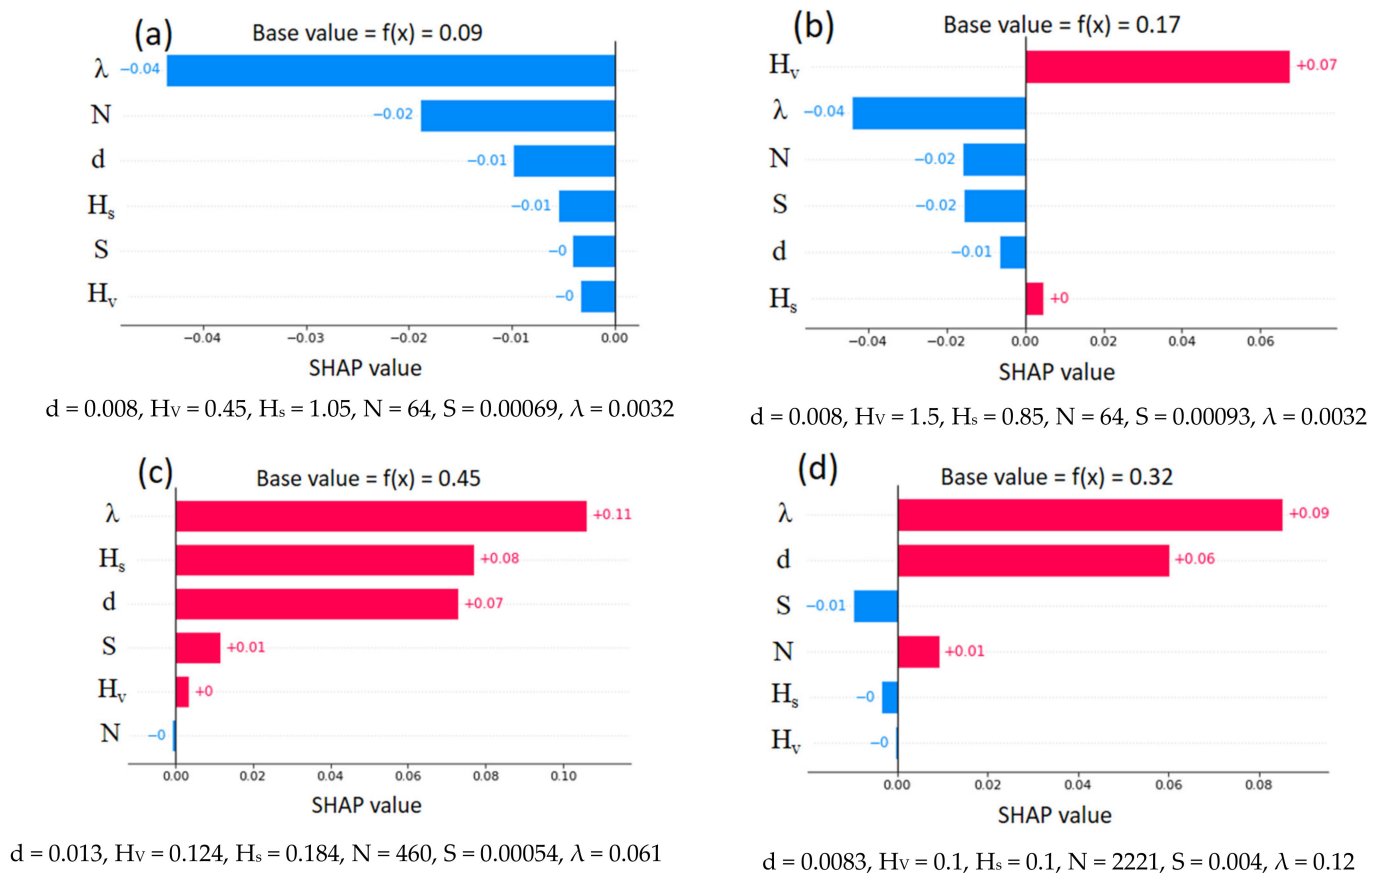 (a) Base value = f(x) = 0.09
λ −0.04
N −0.02
d −0.01
Hs −0.01
S −0
Hv −0
−0.04 −0.03 −0.02 −0.01 0.00
SHAP value
d = 0.008, HV = 0.45, Hs = 1.05, N = 64, S = 0.00069, λ = 0.0032
(b) Base value = f(x) = 0.17
Hv +0.07
λ −0.04
N −0.02
S −0.02
d −0.01
Hs +0
−0.04 −0.02 0.00 0.02 0.04 0.06
SHAP value
d = 0.008, HV = 1.5, Hs = 0.85, N = 64, S = 0.00093, λ = 0.0032
(c) Base value = f(x) = 0.45
λ +0.11
Hs +0.08
d +0.07
S +0.01
Hv +0
N −0
0.00 0.02 0.04 0.06 0.08 0.10
SHAP value
d = 0.013, HV = 0.124, Hs = 0.184, N = 460, S = 0.00054, λ = 0.061
(d) Base value = f(x) = 0.32
λ +0.09
d +0.06
S −0.01
N +0.01
Hs −0
Hv −0
0.00 0.02 0.04 0.06 0.08
SHAP value
d = 0.0083, HV = 0.1, Hs = 0.1, N = 2221, S = 0.004, λ = 0.12